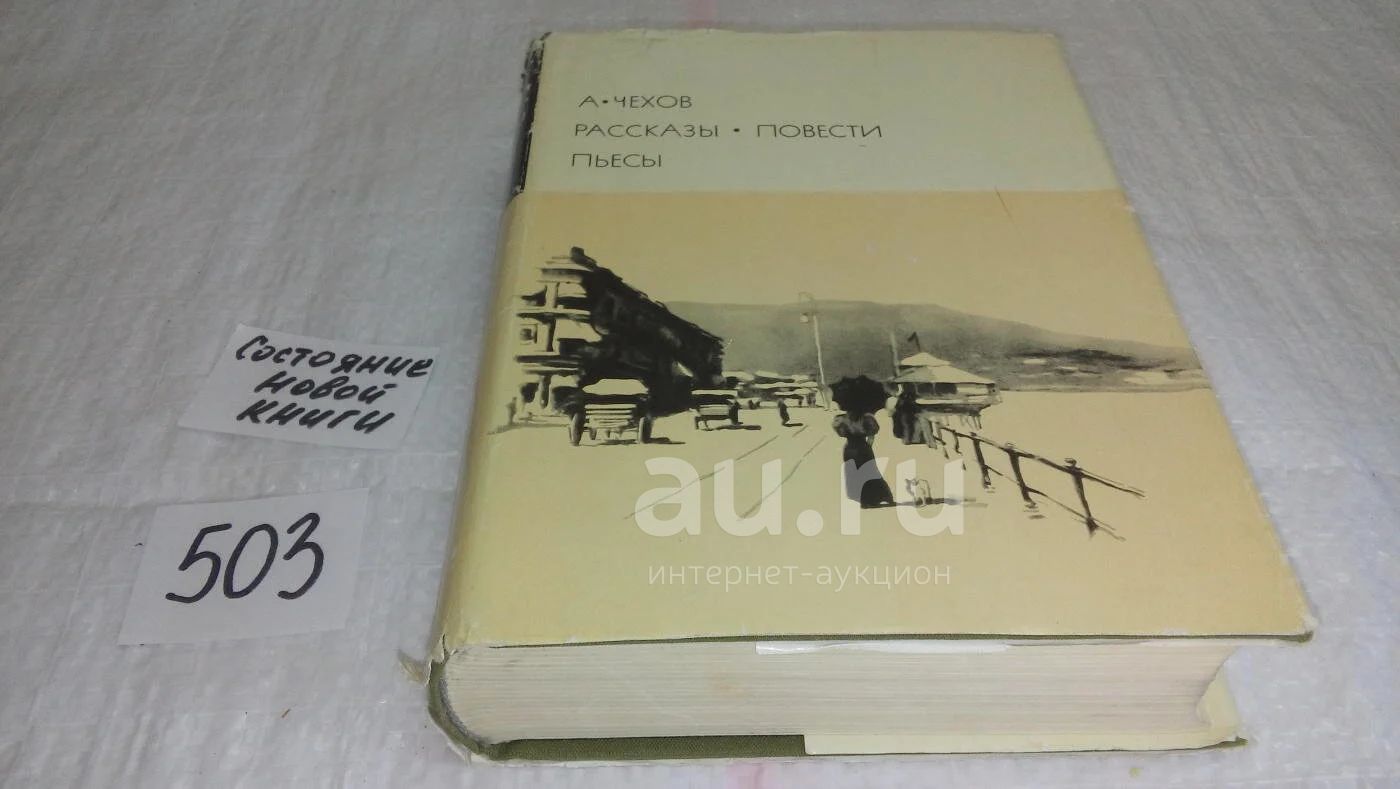 А·ЧЕХОВ
РАССКАЗЫ · ПОВЕСТИ
ПЬЕСЫ
Состояние
новой
книги
503
au.ru
интернет-аукцион